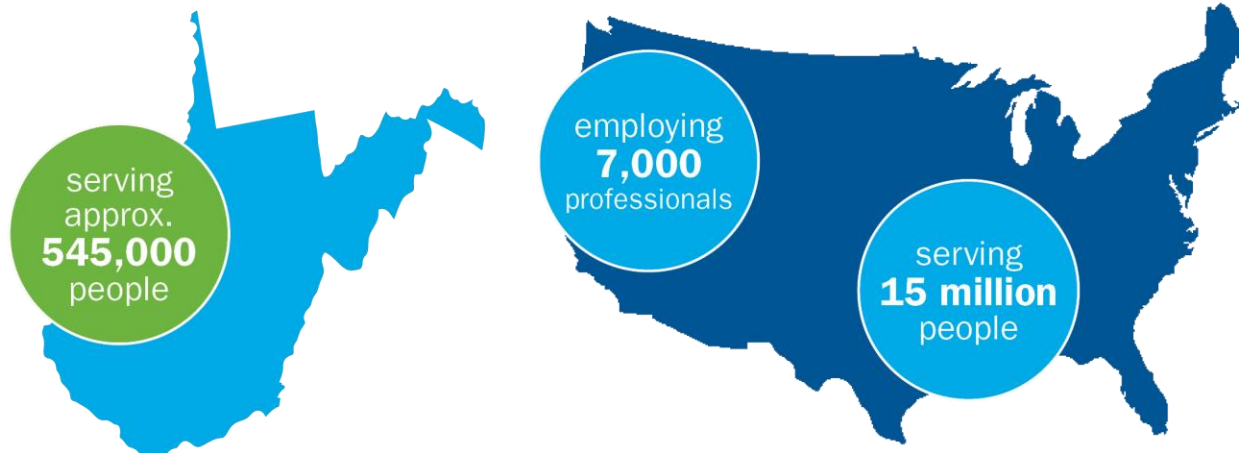 serving
approx.
545,000
people
employing
7,000
professionals
serving
15 million
people